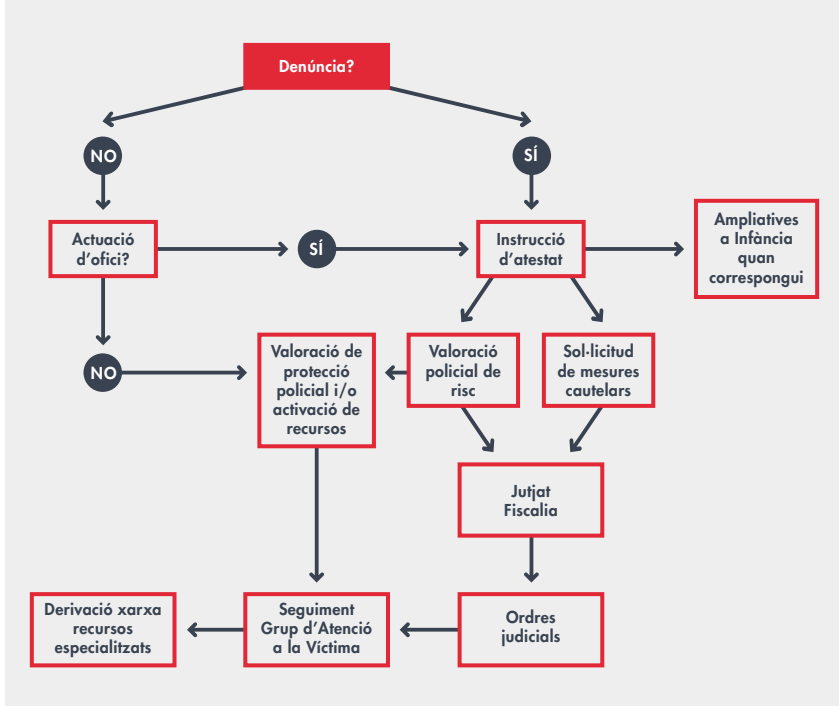 Denúncia?
NO
SÍ
Actuació
d’ofici?
SÍ
Instrucció
d’atestat
Ampliatives
a Infància
quan
correspongui
NO
Valoració de
protecció
policial i/o
activació de
recursos
Valoració
policial de
risc
Sol·licitud
de mesures
cautelars
Jutjat
Fiscalia
Derivació xarxa
recursos
especialitzats
Seguiment
Grup d’Atenció
a la Víctima
Ordres
judicials